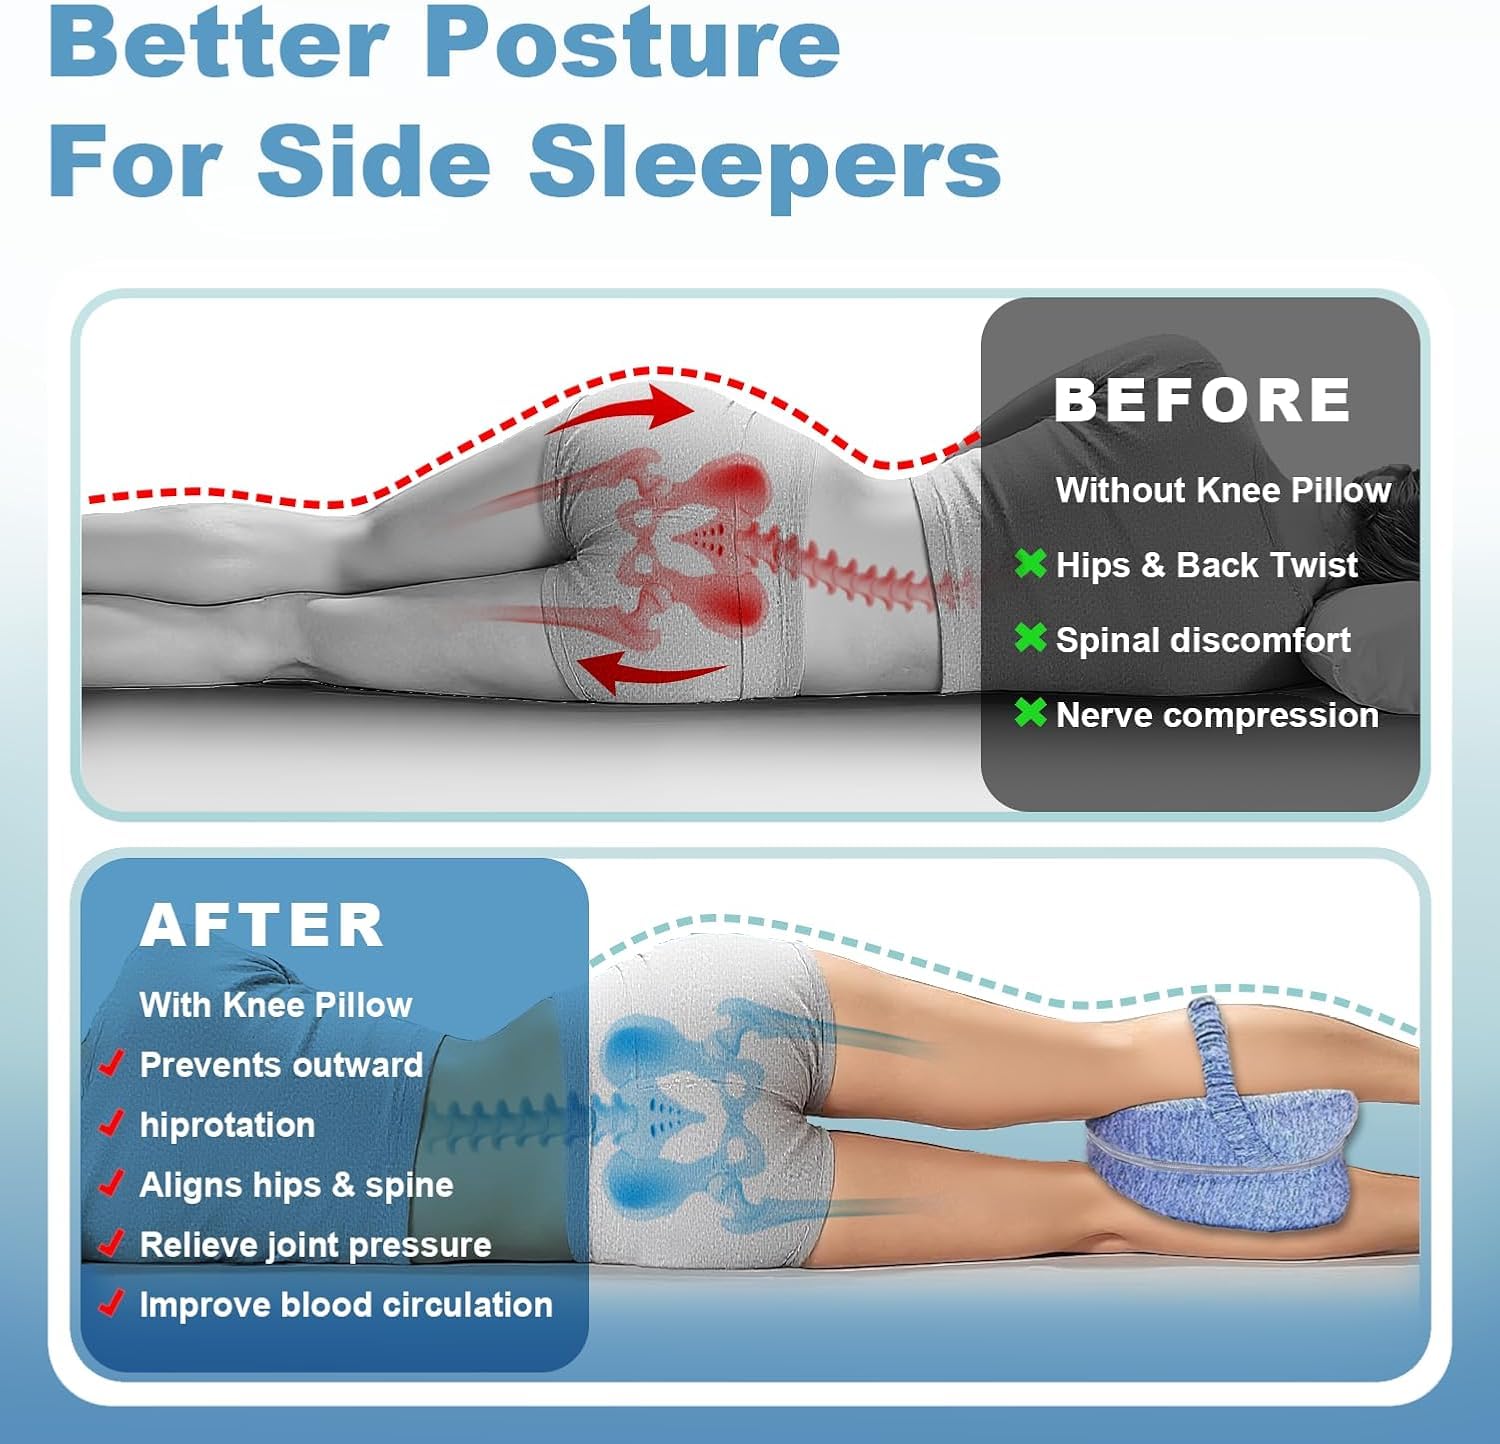 Better Posture
For Side Sleepers
BEFORE
Without Knee Pillow
Hips & Back Twist
Spinal discomfort
Nerve compression
AFTER
With Knee Pillow
Prevents outward
hiprotation
Aligns hips & spine
Relieve joint pressure
Improve blood circulation